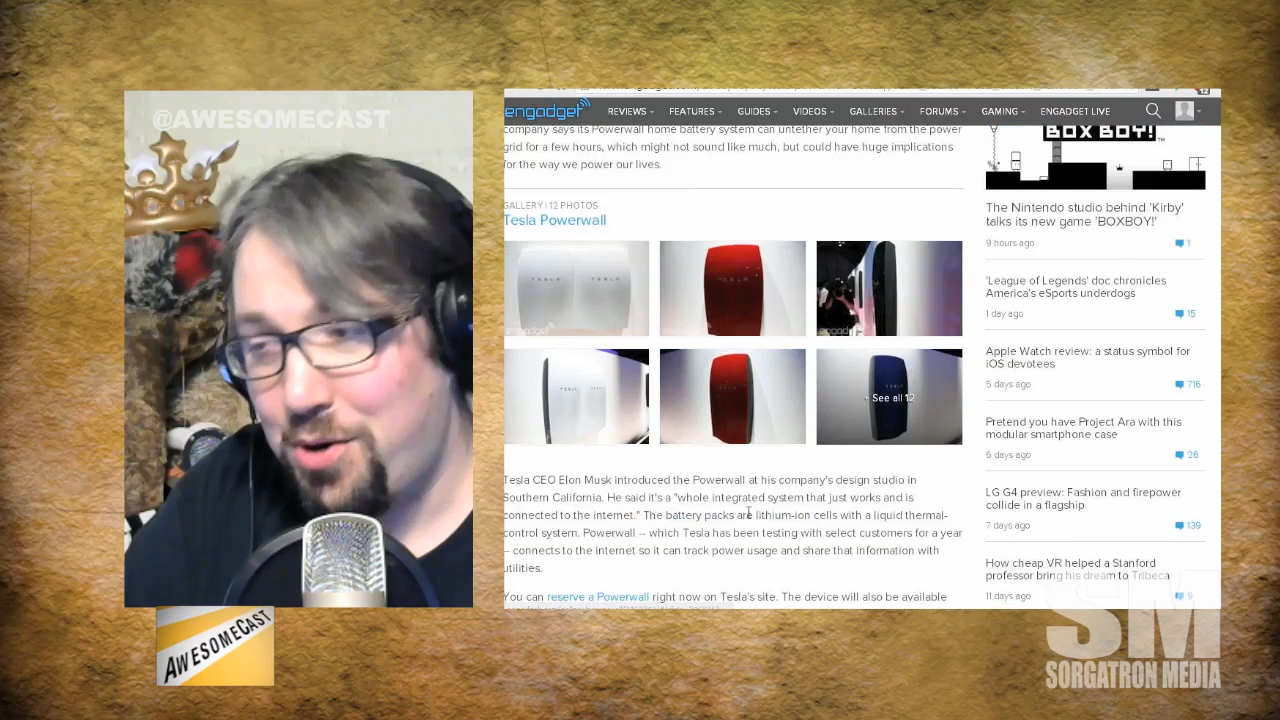 @AWESOMECAST
engadget
REVIEWS
FEATURES
GUIDES
VIDEOS
GALLERIES
FORUMS
GAMING
ENGADGET LIVE
12
company says its Powerwall home battery system can untether your home from the power
grid for a few hours, which might not sound like much, but could have huge implications
for the way we power our lives.
GALLERY | 12 PHOTOS
Tesla Powerwall
TESLA TESLA
engadget
TESLA
engadget
TESLA TESLA
TESLA
TESLA
+ See all 12
Tesla CEO Elon Musk introduced the Powerwall at his company's design studio in
Southern California. He said it's a "whole integrated system that just works and is
connected to the internet." The battery packs are lithium-ion cells with a liquid thermal-
control system. Powerwall -- which Tesla has been testing with select customers for a year
-- connects to the internet so it can track power usage and share that information with
utilities.
You can reserve a Powerwall right now on Tesla's site. The device will also be available
BOX BOY!
The Nintendo studio behind 'Kirby'
talks its new game 'BOXBOY!'
9 hours ago 1
'League of Legends' doc chronicles
America's eSports underdogs
1 day ago 15
Apple Watch review: a status symbol for
iOS devotees
5 days ago 716
Pretend you have Project Ara with this
modular smartphone case
6 days ago 26
LG G4 preview: Fashion and firepower
collide in a flagship
7 days ago 139
How cheap VR helped a Stanford
professor bring his dream to Tribeca
11 days ago 9
AWESOMECAST
SM
SORGATRON MEDIA